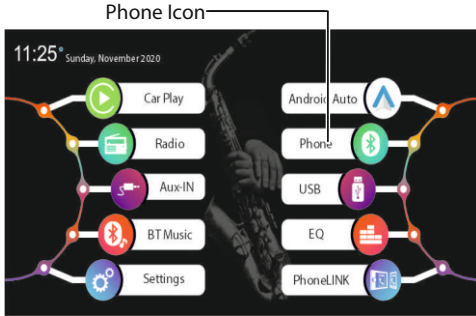 Phone Icon
11:25° Sunday, November 2020
Car Play
Android Auto
Radio
Phone
Aux-IN
USB
BT Music
EQ
Settings
PhoneLINK